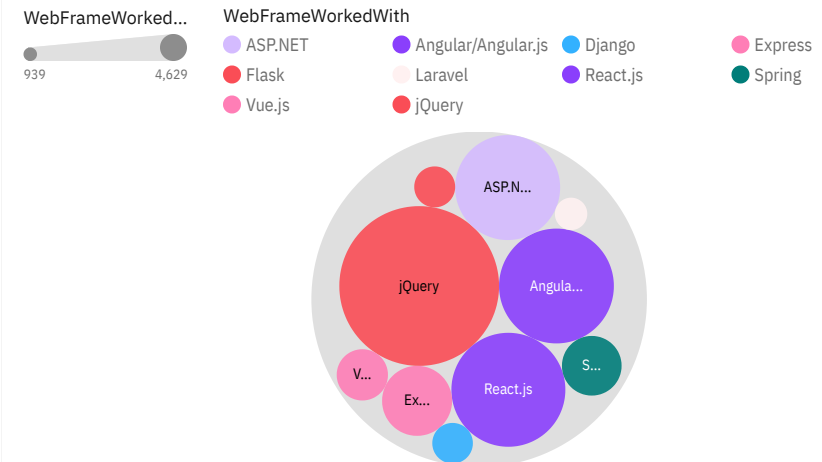 WebFrameWorked...
939
4,629
WebFrameWorkedWith
ASP.NET
Angular/Angular.js
Django
Express
Flask
Laravel
React.js
Spring
Vue.js
jQuery
ASP.N...
jQuery
Angula...
S...
V...
React.js
Ex...